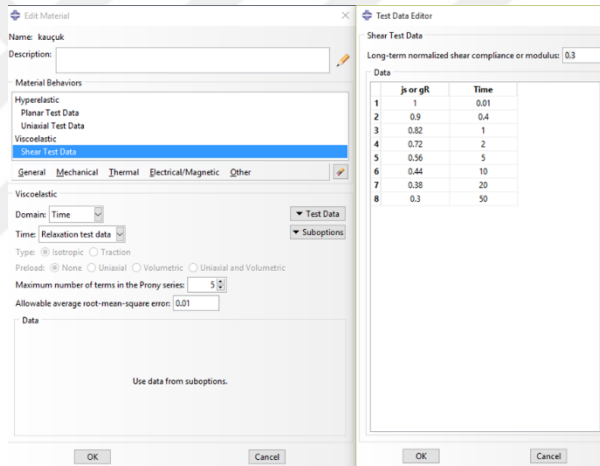 Edit Material
Name: kauçuk
Description:
Material Behaviors
Hyperelastic
Planar Test Data
Uniaxial Test Data
Viscoelastic
Shear Test Data
General Mechanical Thermal Electrical/Magnetic Other
Viscoelastic
Domain: Time
Test Data
Time: Relaxation test data
Suboptions
Type: Isotropic Traction
Preload: None Uniaxial Volumetric Uniaxial and Volumetric
Maximum number of terms in the Prony series: 5
Allowable average root-mean-square error: 0.01
Data
Use data from suboptions.
OK Cancel
Test Data Editor
Shear Test Data
Long-term normalized shear compliance or modulus: 0.3
Data
js or gR Time
1 1 0.01
2 0.9 0.4
3 0.82 1
4 0.72 2
5 0.56 5
6 0.44 10
7 0.38 20
8 0.3 50
OK Cancel